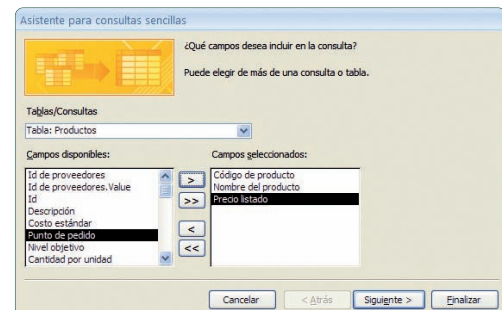 Asistente para consultas sencillas
¿Qué campos desea incluir en la consulta?
Puede elegir de más de una consulta o tabla.
Tablas/Consultas
Tabla: Productos
Campos disponibles:
Campos seleccionados:
Id de proveedores
Id de proveedores.Value
Id
Descripción
Costo estándar
Punto de pedido
Nivel objetivo
Cantidad por unidad
>
>>
<
<<
Código de producto
Nombre del producto
Precio listado
Cancelar
< Atrás
Siguiente >
Finalizar